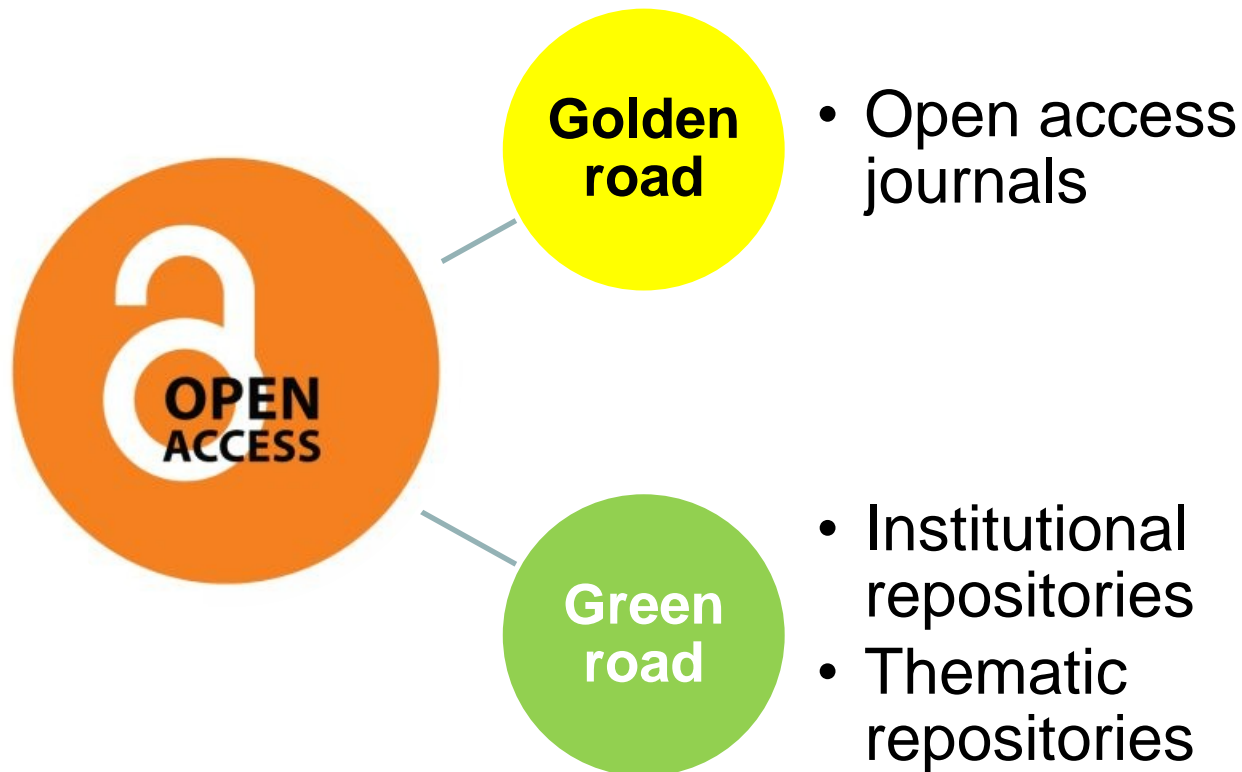 OPEN
ACCESS
Golden
road
• Open access
journals
Green
road
• Institutional
repositories
• Thematic
repositories